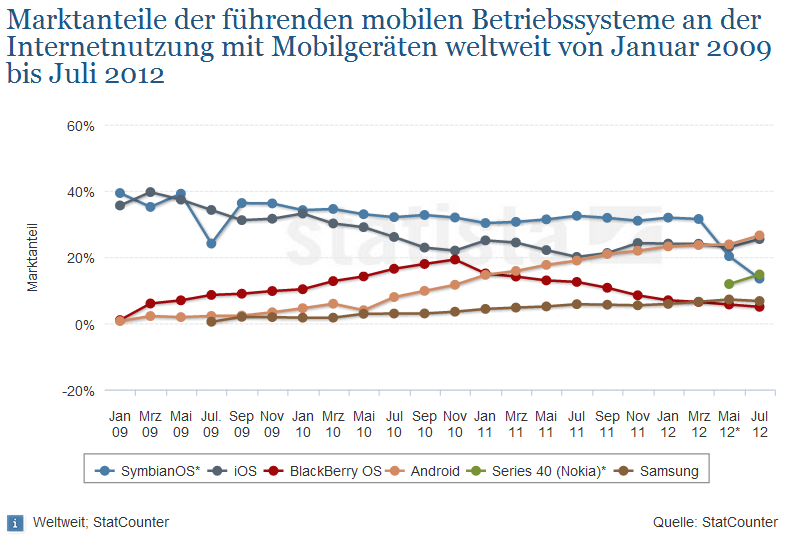 Marktanteile der führenden mobilen Betriebssysteme an der
Internetnutzung mit Mobilgeräten weltweit von Januar 2009
bis Juli 2012
60%
40%
20%
0%
-20%
Marktanteil
statista
Jan Mrz Mai Jul. Sep Nov Jan Mrz Mai Jul Sep Nov Jan Mrz Mai Jul Sep Nov Jan Mrz Mai Jul
09 09 09 09 09 09 10 10 10 10 10 10 11 11 11 11 11 11 12 12 12* 12
SymbianOS* iOS BlackBerry OS Android Series 40 (Nokia)* Samsung
i Weltweit; StatCounter Quelle: StatCounter